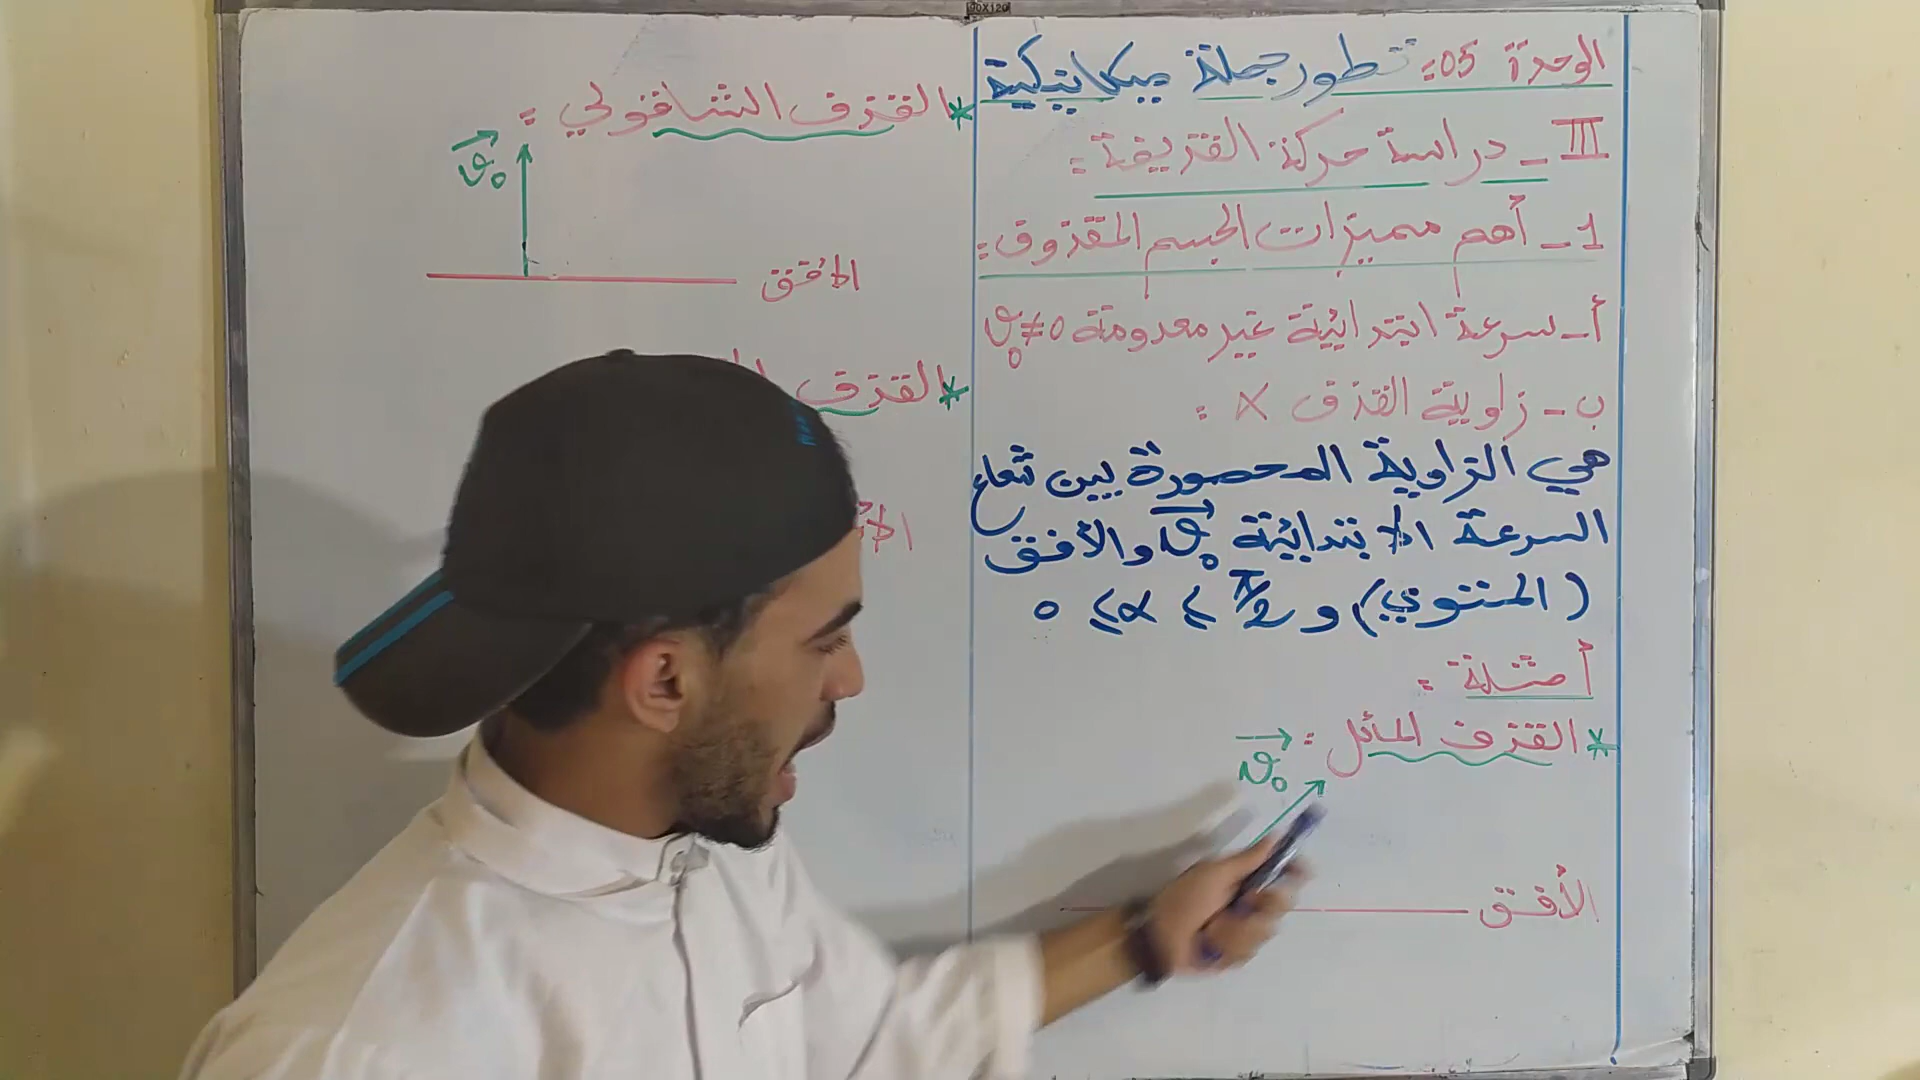 90X120
الوحدة 05: تطور جملة ميكانيكية
III - دراسة حركة القذيفة :
1 - أهم مميزات الجسم المقذوف :
أ - سرعة ابتدائية غير معدومة v₀ ≠ 0
ب - زاوية القذف α :
هي الزاوية المحصورة بين شعاع
السرعة الابتدائية v₀ والأفق
(المستوي) و 0 ≤ α ≤ π/2
أمثلة :
* القذف المائل :
v₀
الأفق
* القذف الشاقولي :
v₀
الأفق
* القذف